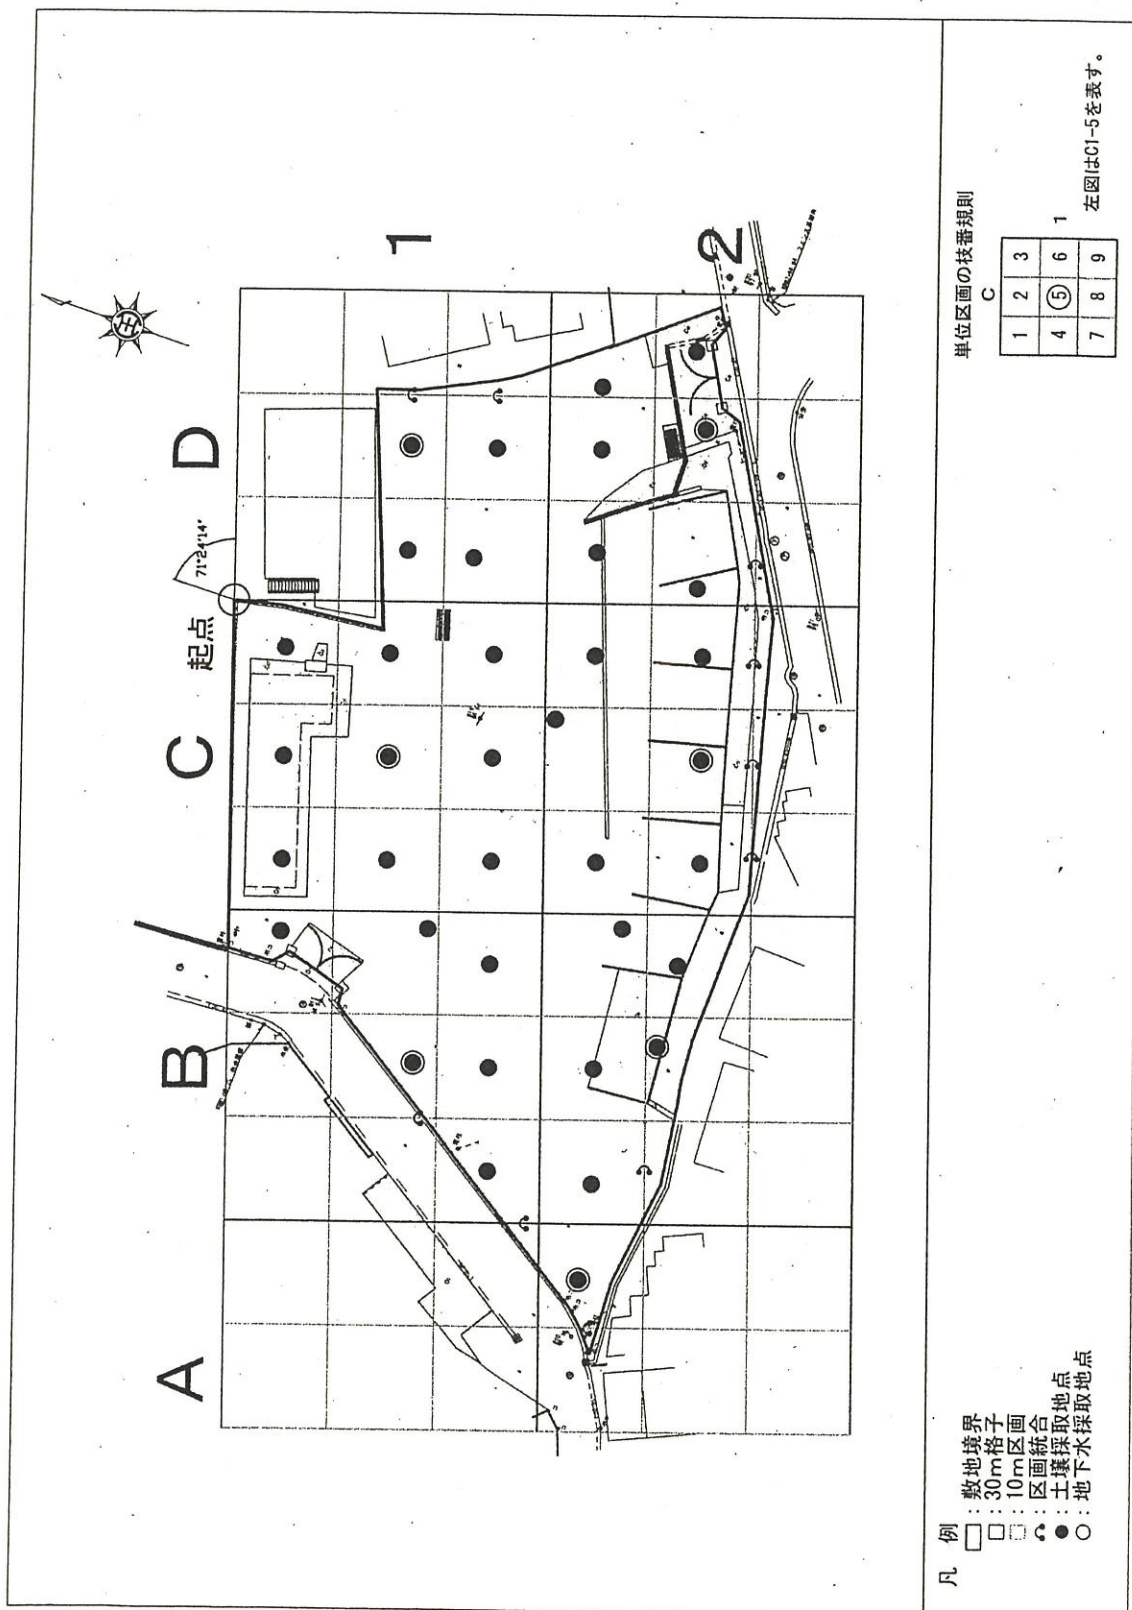 A
B
C
D
起点
71°24'14"
1
2
凡 例
: 敷地境界
: 30m格子
: 10m区画
: 区画統合
: 土壌採取地点
: 地下水採取地点
単位区画の枝番規則
C
1 2 3
4 ⑤ 6 1
7 8 9
左図はC1-5を表す。